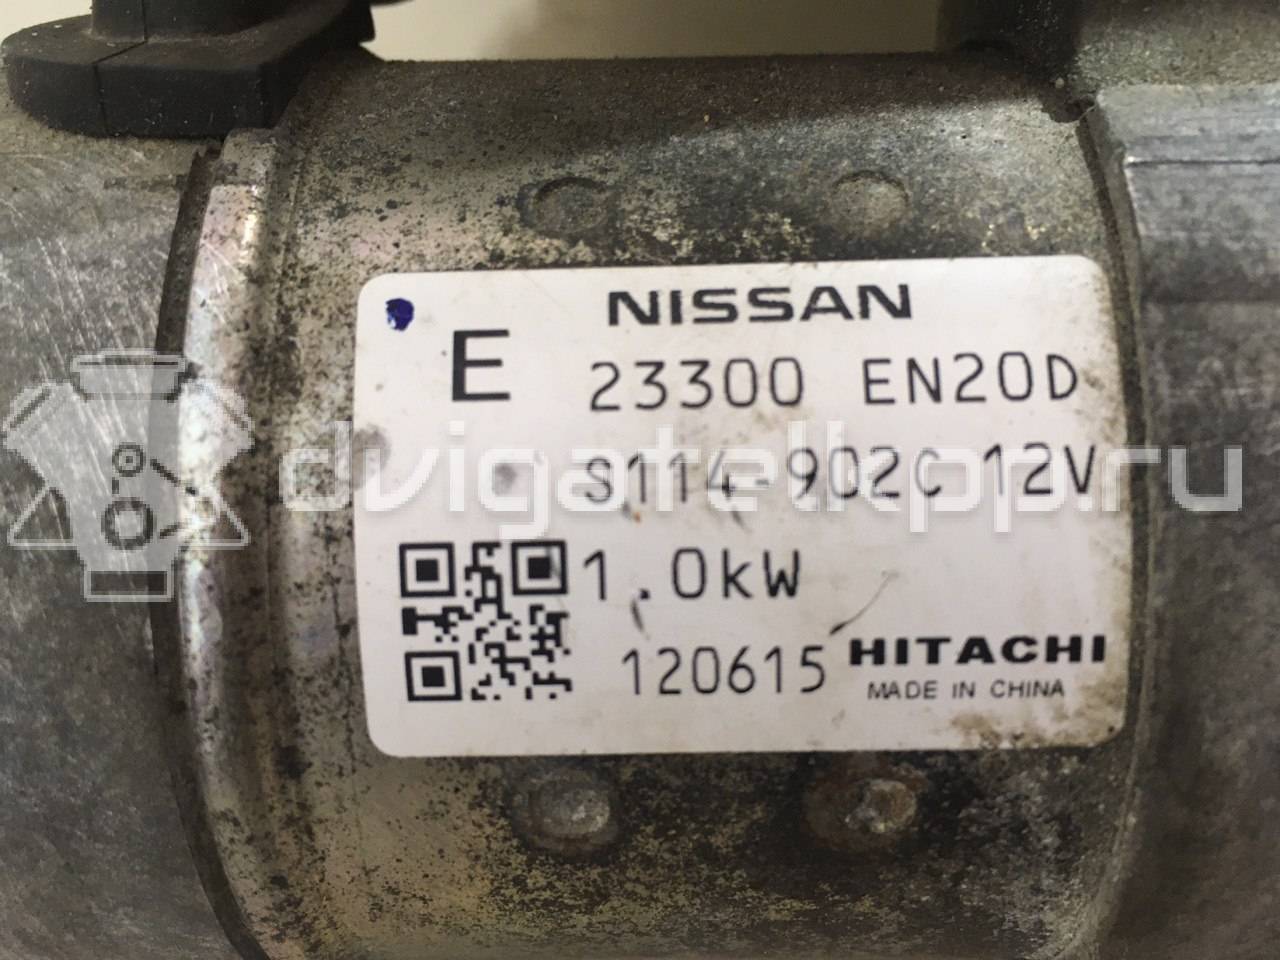 NISSAN
E 23300 EN20D
S114-902C 12V
dvigatelkpp.ru
1.0kW
120615 HITACHI
MADE IN CHINA